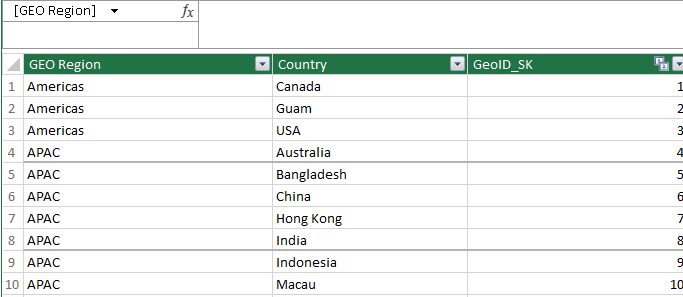 [GEO Region] fx
GEO Region Country GeoID_SK
1 Americas Canada 1
2 Americas Guam 2
3 Americas USA 3
4 APAC Australia 4
5 APAC Bangladesh 5
6 APAC China 6
7 APAC Hong Kong 7
8 APAC India 8
9 APAC Indonesia 9
10 APAC Macau 10